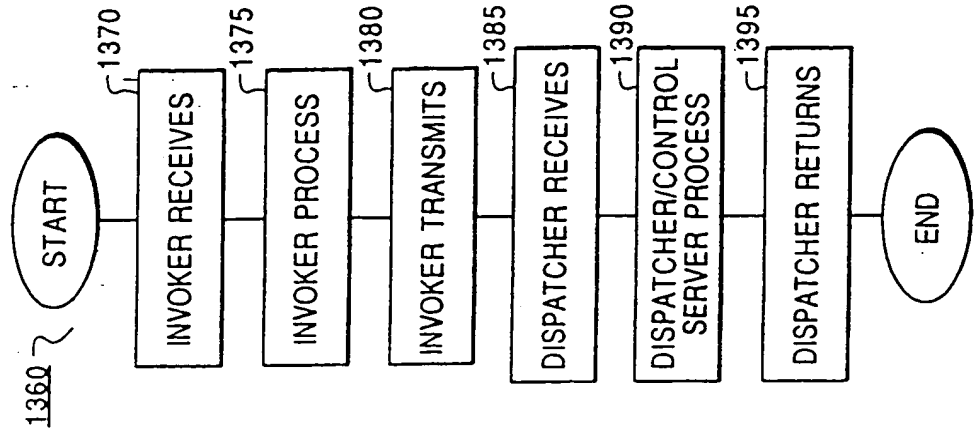 1360
START
1370
INVOKER RECEIVES
1375
INVOKER PROCESS
1380
INVOKER TRANSMITS
1385
DISPATCHER RECEIVES
1390
DISPATCHER/CONTROL
SERVER PROCESS
1395
DISPATCHER RETURNS
END